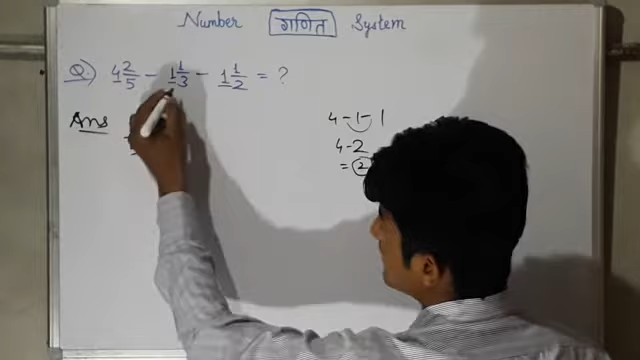 Number गणित System
Q.) 4 2/5 - 1 1/3 - 1 1/2 = ?
Ans
4-1-1
4-2
= 2